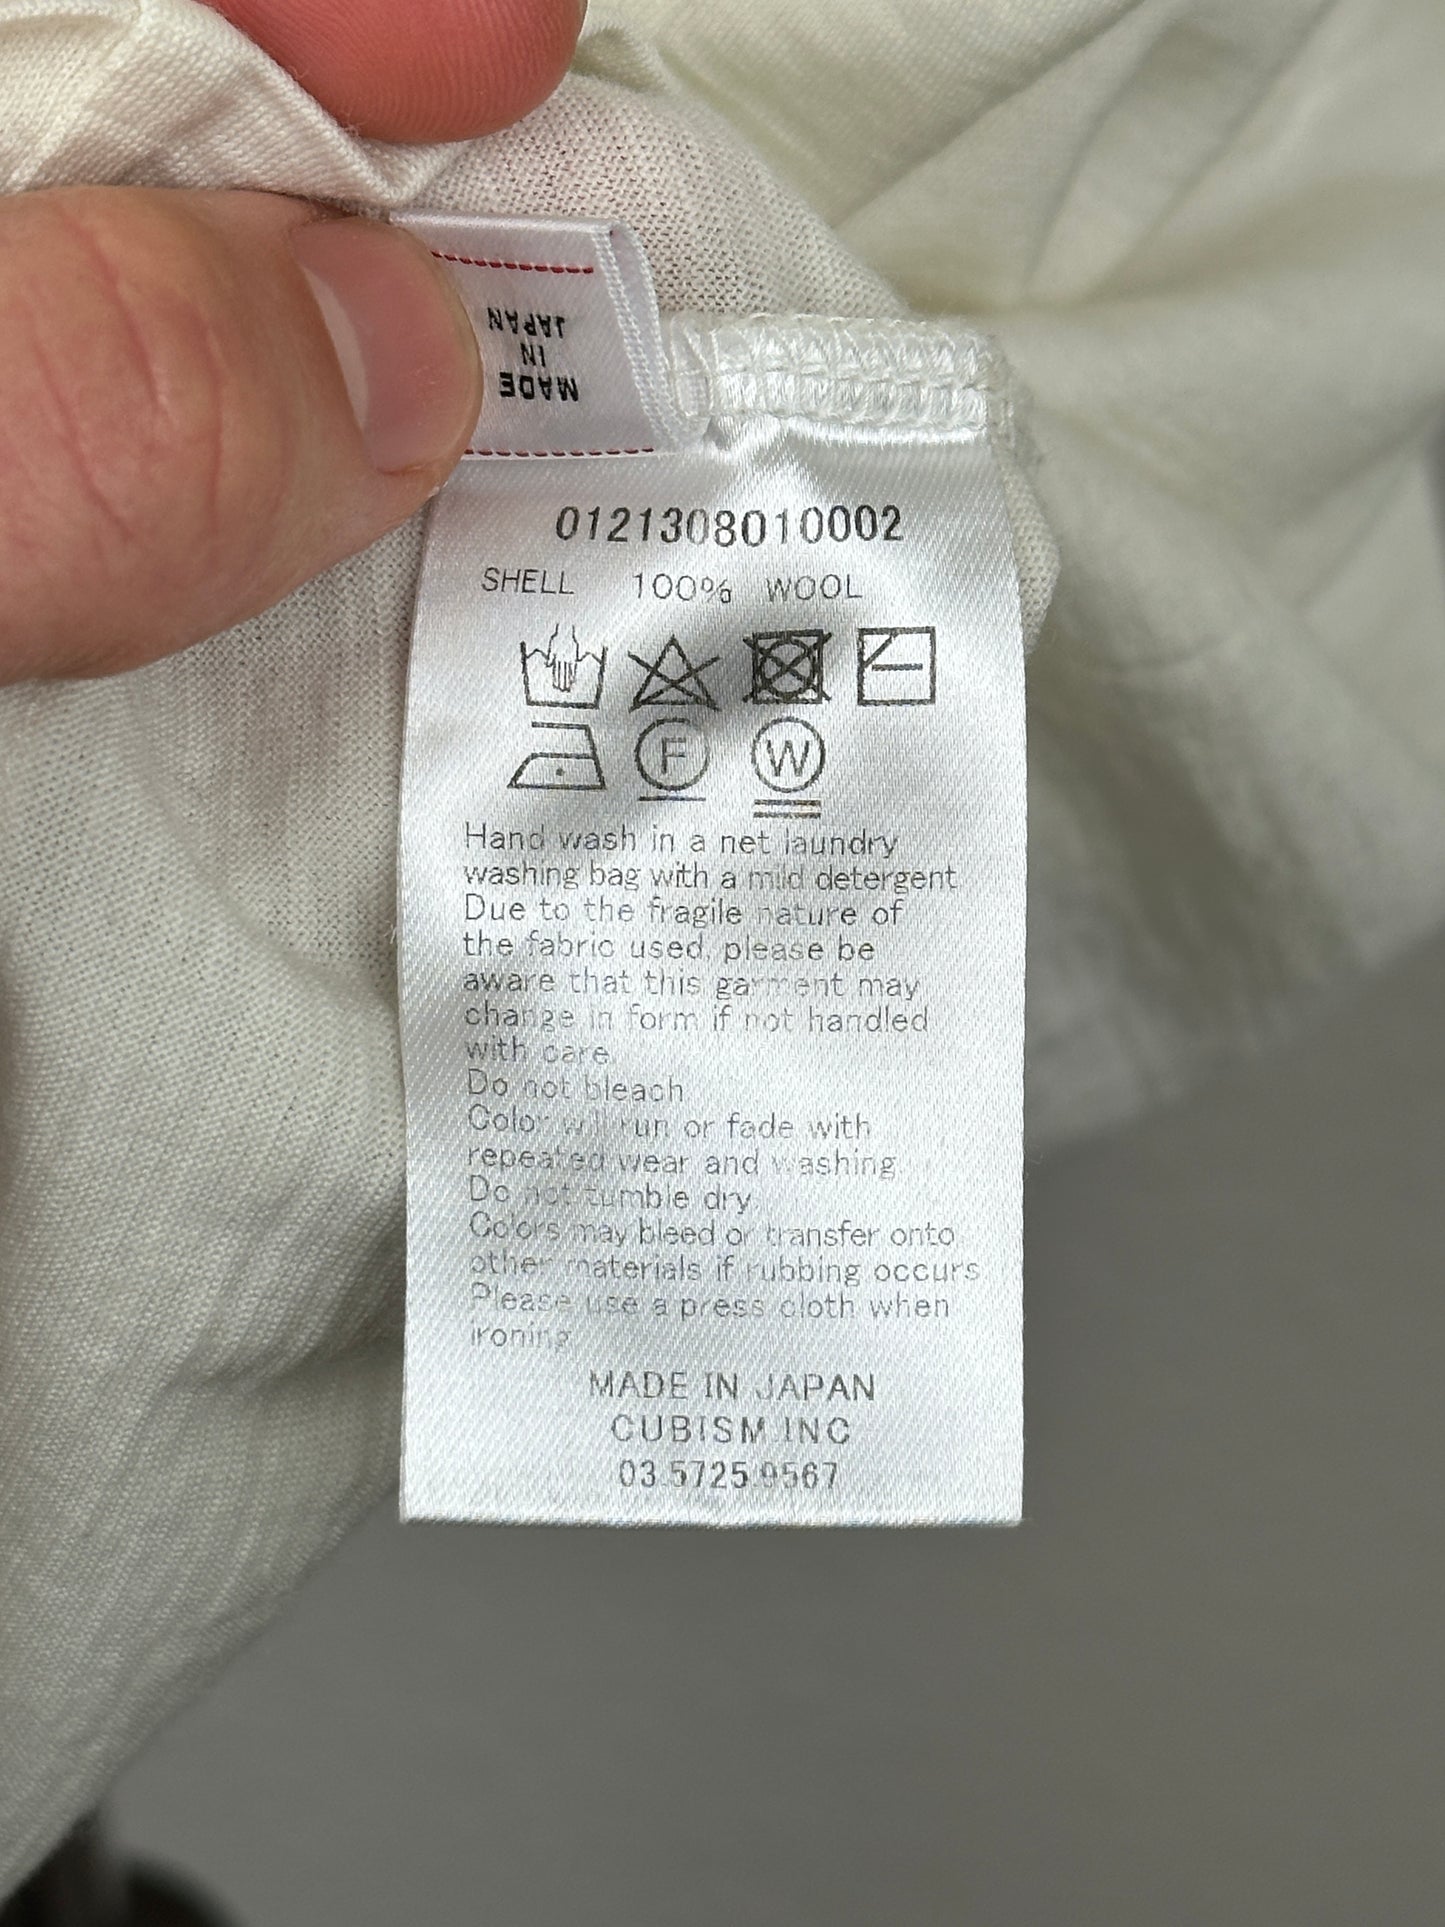 MADE
IN
JAPAN
0121308010002
SHELL 100% WOOL
F W
Hand wash in a net laundry
washing bag with a mild detergent
Due to the fragile nature of
the fabric used, please be
aware that this garment may
change in form if not handled
with care.
Do not bleach
Color will run or fade with
repeated wear and washing.
Do not tumble dry.
Colors may bleed or transfer onto
other materials if rubbing occurs
Please use a press cloth when
ironing.
MADE IN JAPAN
CUBISM.INC
03.5725.9567